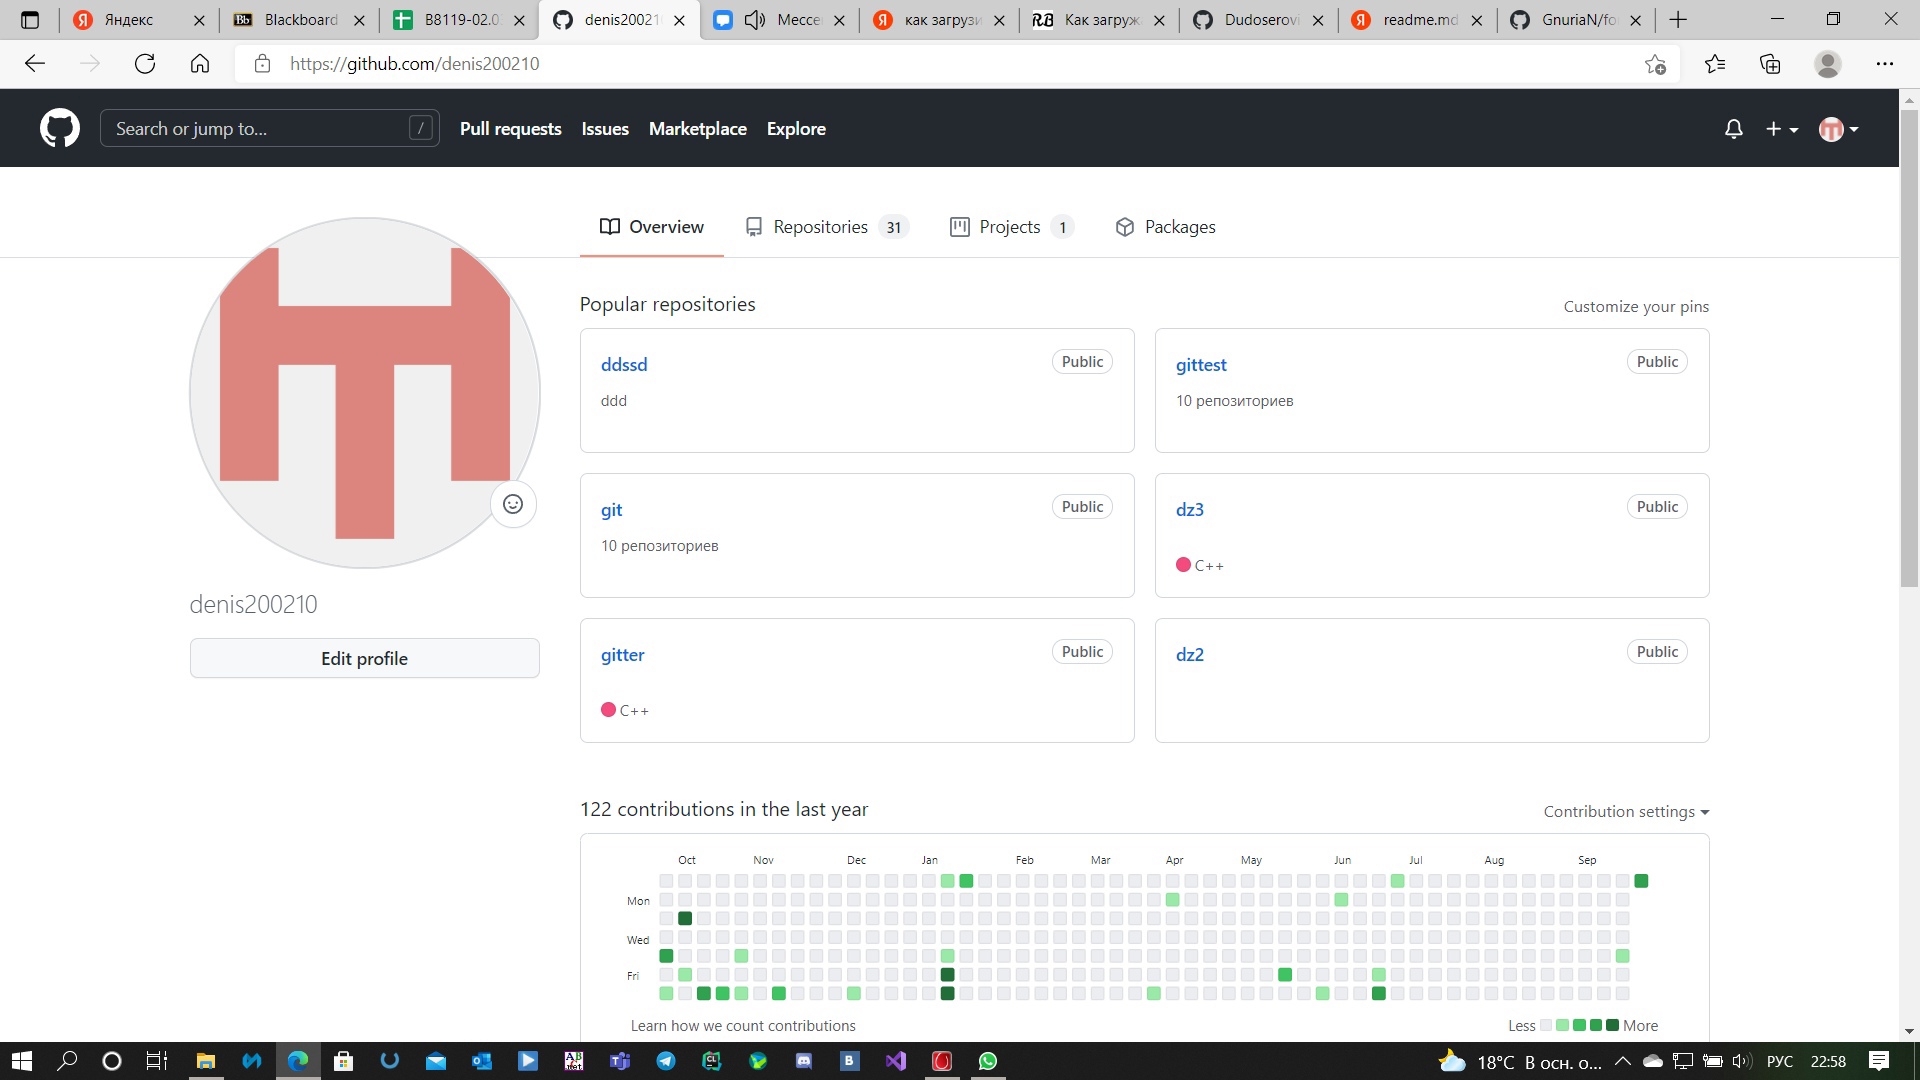 Яндекс
Blackboard
B8119-02.0
denis20021
Мессе
как загрузи
Как загруж
Dudoserovi
readme.md
GnuriaN/fo
https://github.com/denis200210
Search or jump to...
/
Pull requests
Issues
Marketplace
Explore
Overview
Repositories 31
Projects 1
Packages
denis200210
Edit profile
Popular repositories
Customize your pins
ddssd
Public
ddd
gittest
Public
10 репозиториев
git
Public
10 репозиториев
dz3
Public
C++
gitter
Public
C++
dz2
Public
122 contributions in the last year
Contribution settings
Oct Nov Dec Jan Feb Mar Apr May Jun Jul Aug Sep
Mon
Wed
Fri
Learn how we count contributions
Less
More
18°C В осн. о...
РУС
22:58